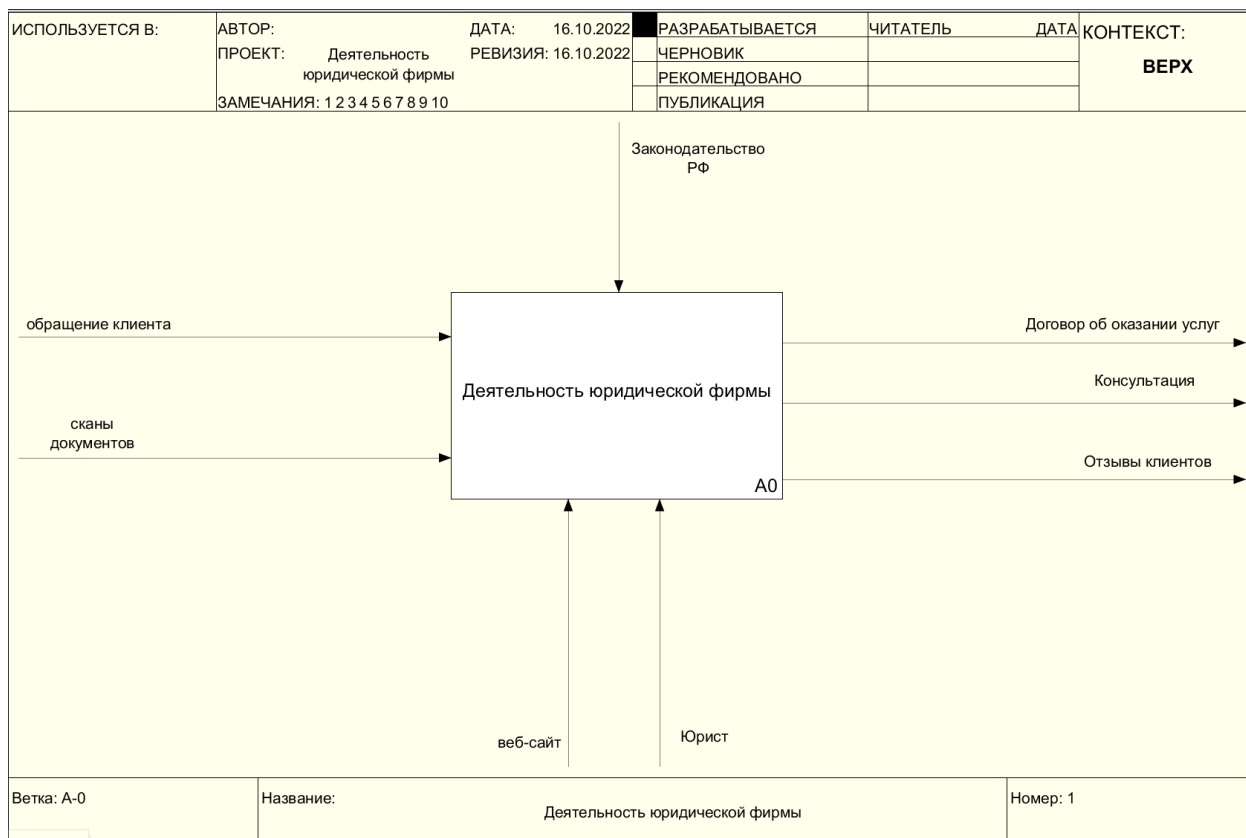 ИСПОЛЬЗУЕТСЯ В:
АВТОР:
ДАТА: 16.10.2022
РАЗРАБАТЫВАЕТСЯ
ЧИТАТЕЛЬ
ДАТА
КОНТЕКСТ:
ПРОЕКТ: Деятельность
юридической фирмы
РЕВИЗИЯ: 16.10.2022
ЧЕРНОВИК
ВЕРХ
РЕКОМЕНДОВАНО
ЗАМЕЧАНИЯ: 1 2 3 4 5 6 7 8 9 10
ПУБЛИКАЦИЯ
Законодательство
РФ
обращение клиента
Договор об оказании услуг
Деятельность юридической фирмы
Консультация
сканы
документов
Отзывы клиентов
A0
веб-сайт
Юрист
Ветка: A-0
Название:
Деятельность юридической фирмы
Номер: 1